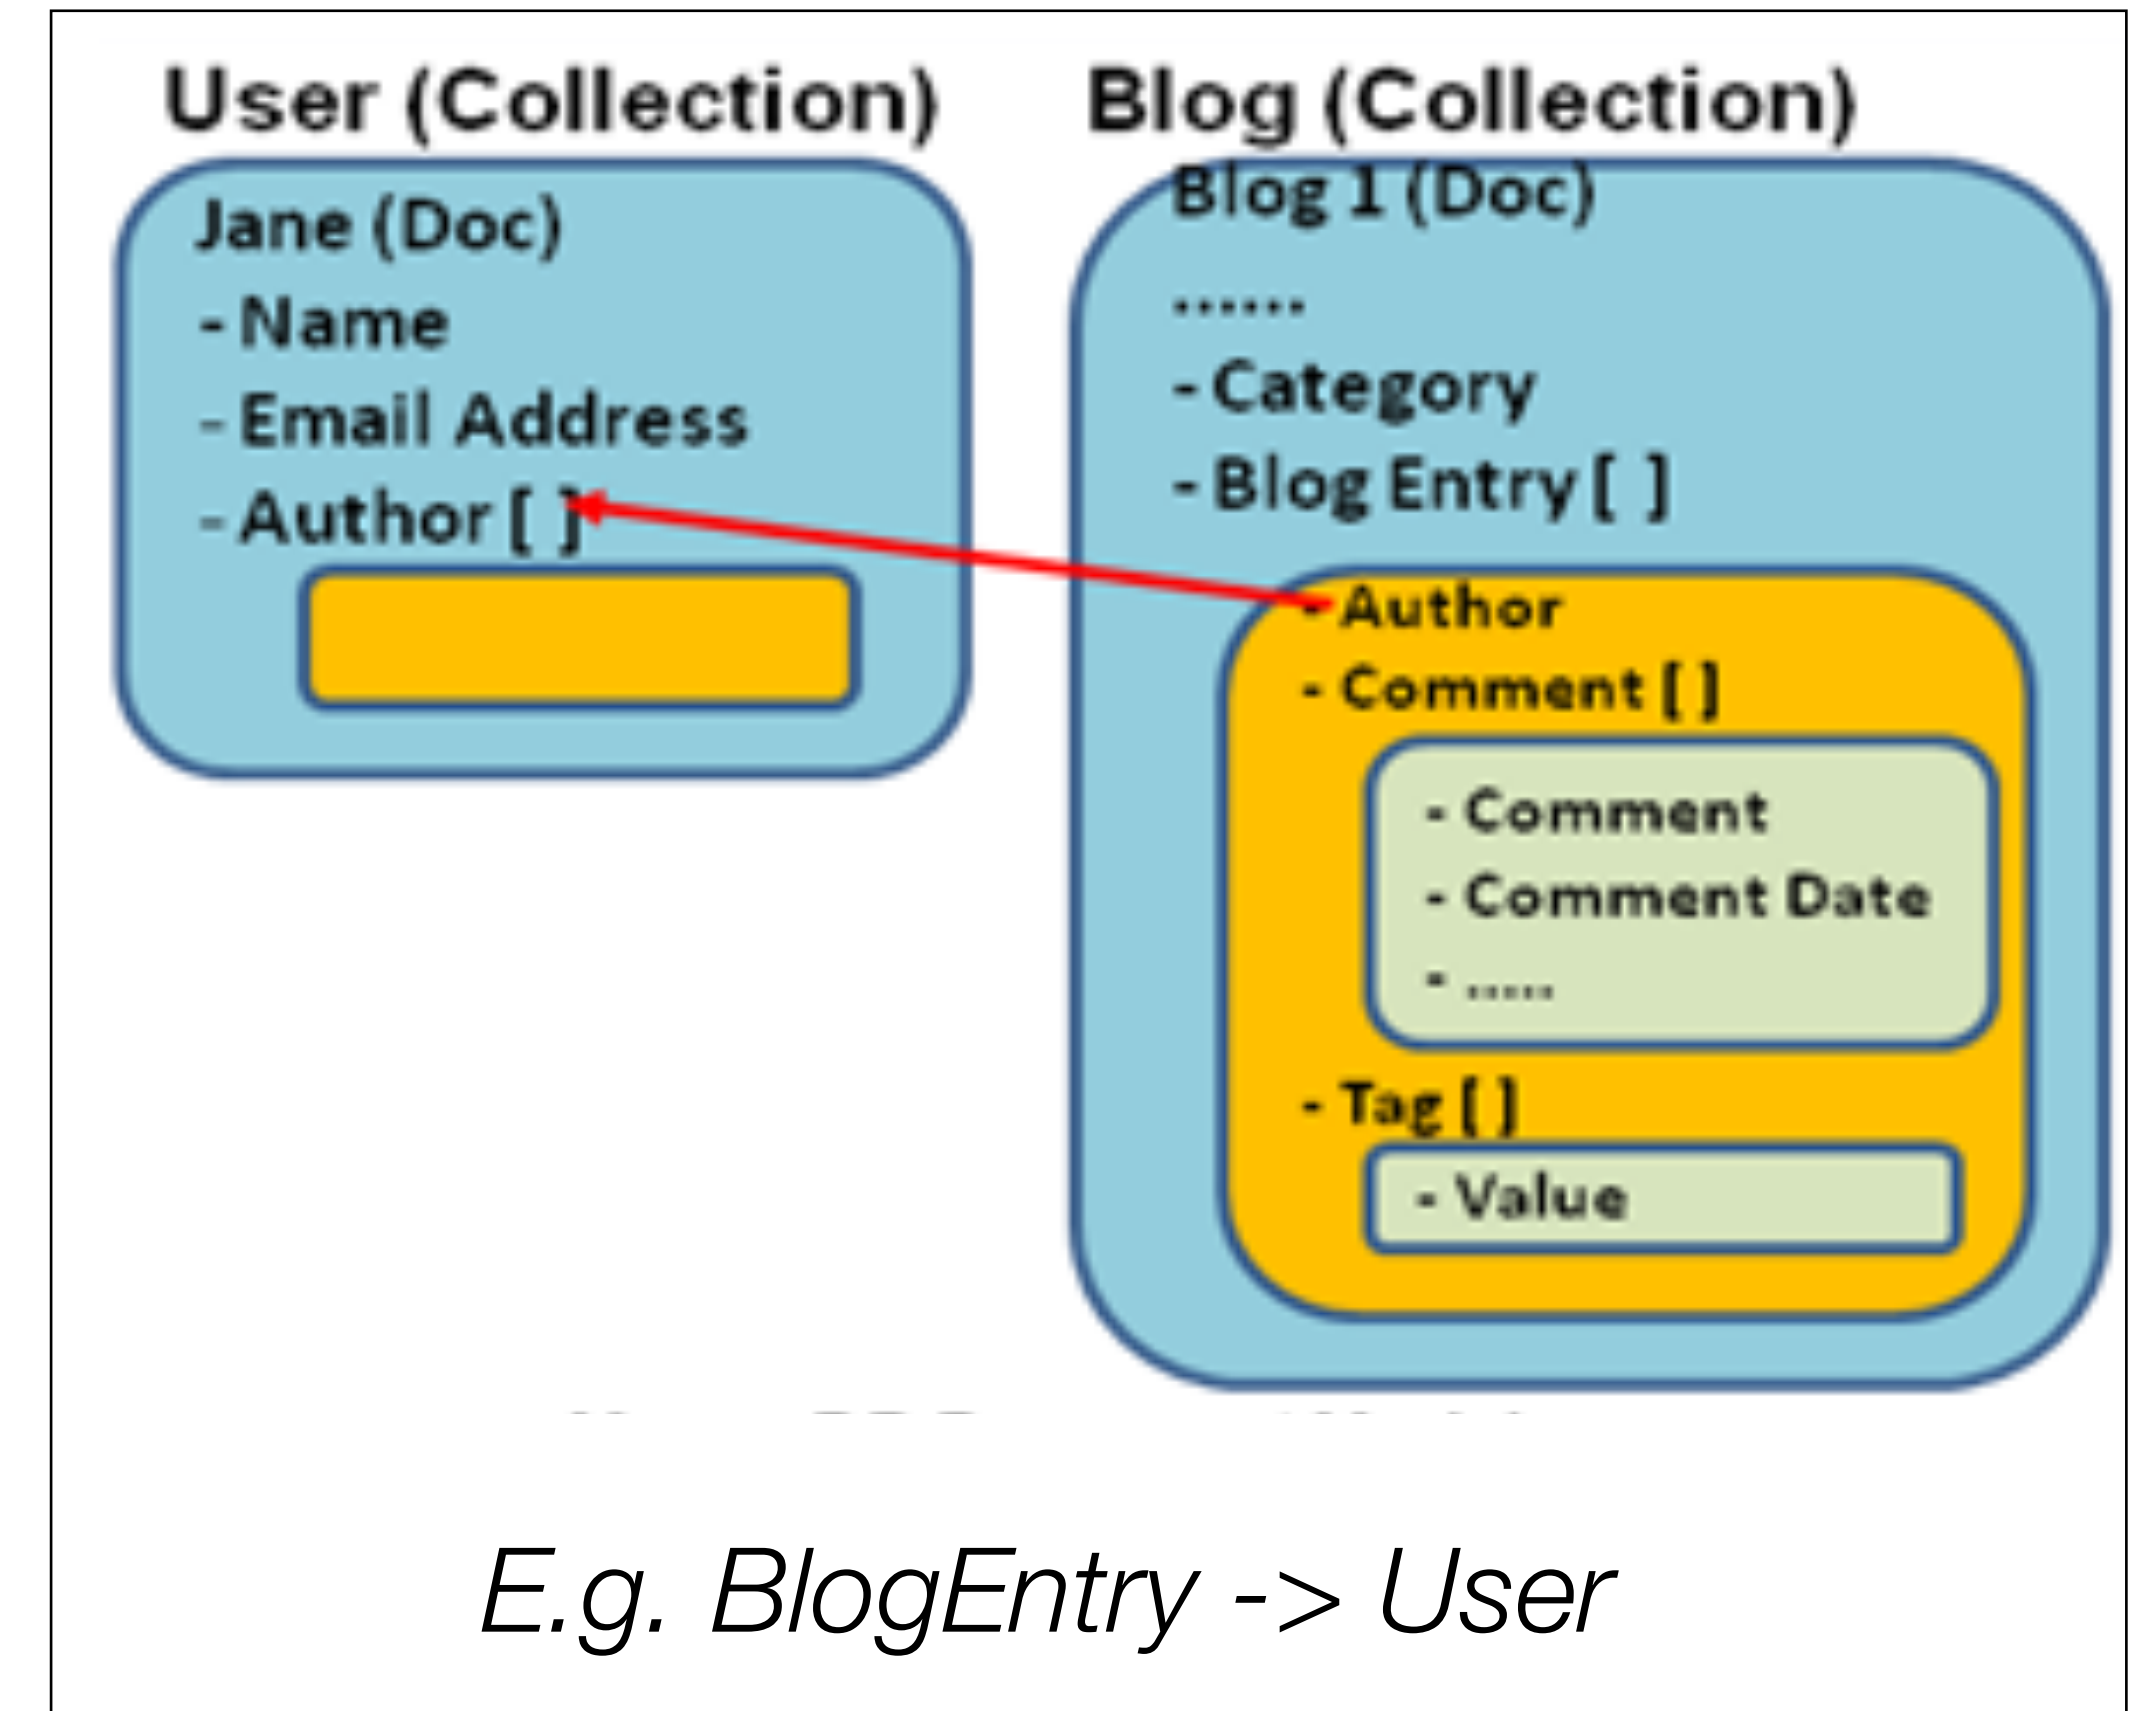 User (Collection)
Jane (Doc)
- Name
- Email Address
- Author [ ]
Blog (Collection)
Blog 1 (Doc)
......
- Category
- Blog Entry [ ]
- Author
- Comment [ ]
- Comment
- Comment Date
- .....
- Tag [ ]
- Value
E.g. BlogEntry -> User